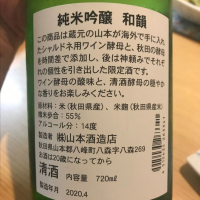 純米吟醸 和韻
この商品は蔵元の山本が海外で手に入れ
たシャルドネ用ワイン酵母と、秋田の酵母
を時間差で添加し、後は神頼みでそれぞ
れの個性を引き出した限定酒です。
ワイン酵母の酸味と、清酒酵母の穏やか
な香りをお楽しみください。
原材料：米（秋田県産）、米麹（秋田県産米）
精米歩合：55%
アルコール分：14度
製造者 ㈱山本酒造店
秋田県山本郡八峰町八森字八森269
お酒は20歳になってから
清酒 内容量 720㎖
製造年月 2020.4